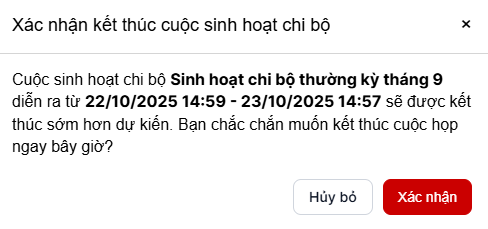 Xác nhận kết thúc cuộc sinh hoạt chi bộ ×
Cuộc sinh hoạt chi bộ Sinh hoạt chi bộ thường kỳ tháng 9
diễn ra từ 22/10/2025 14:59 - 23/10/2025 14:57 sẽ được kết
thúc sớm hơn dự kiến. Bạn chắc chắn muốn kết thúc cuộc họp
ngay bây giờ?
Hủy bỏ Xác nhận